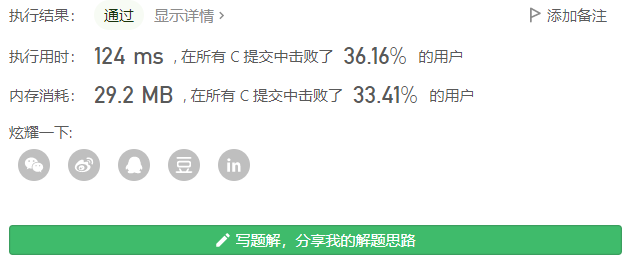 执行结果： 通过 显示详情 › 添加备注
执行用时： 124 ms , 在所有 C 提交中击败了 36.16% 的用户
内存消耗： 29.2 MB , 在所有 C 提交中击败了 33.41% 的用户
炫耀一下:
豆 in
写题解，分享我的解题思路